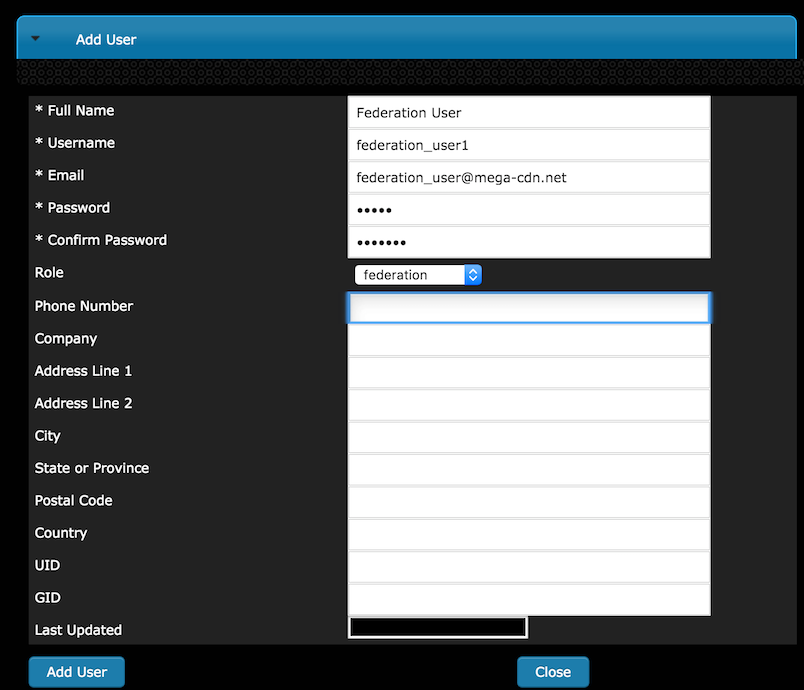 Add User
* Full Name Federation User
* Username federation_user1
* Email federation_user@mega-cdn.net
* Password •••••
* Confirm Password •••••••
Role federation
Phone Number
Company
Address Line 1
Address Line 2
City
State or Province
Postal Code
Country
UID
GID
Last Updated
Add User Close